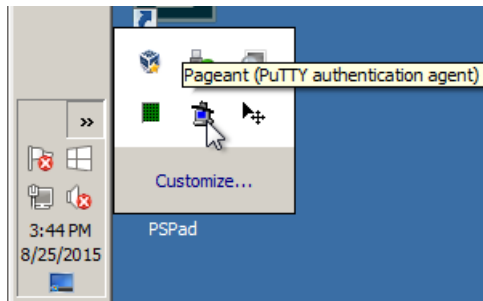 Pageant (PuTTY authentication agent)
»
Customize...
PSPad
3:44 PM
8/25/2015